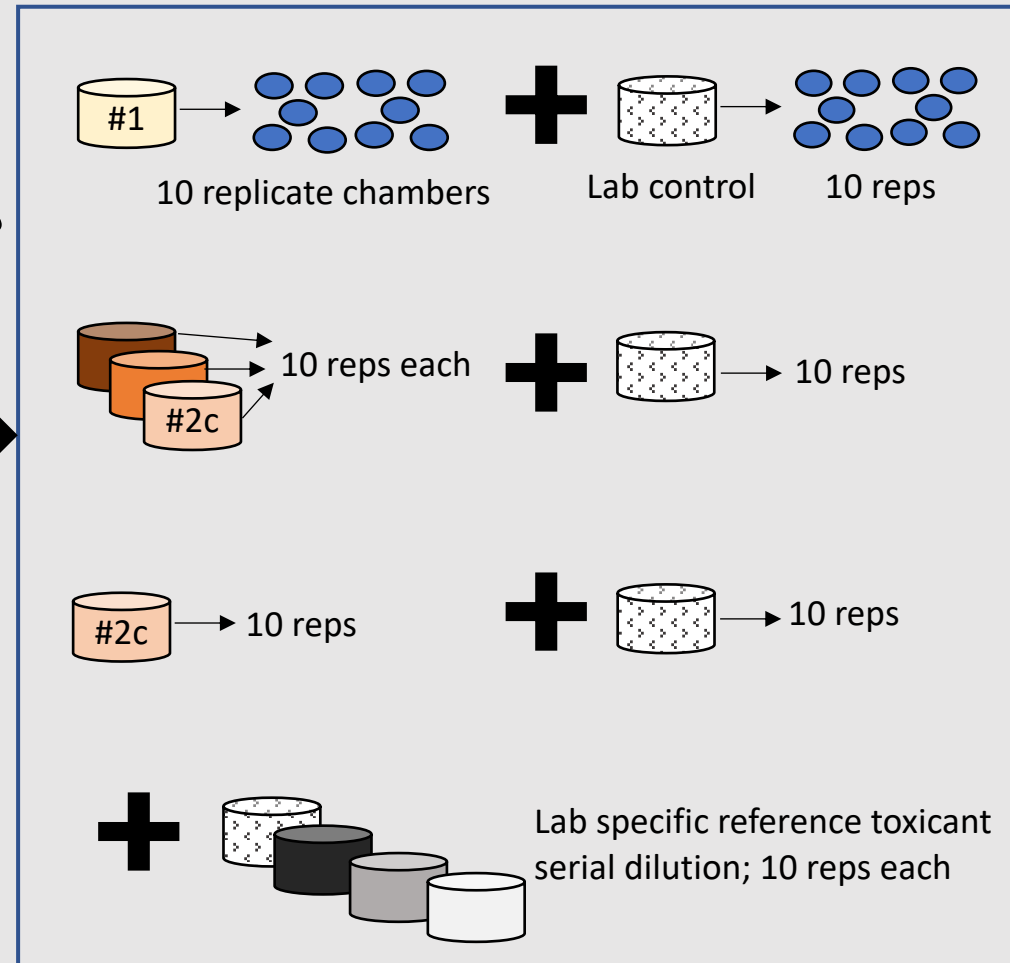 #1
10 replicate chambers
Lab control
10 reps
10 reps each
#2c
10 reps
#2c
10 reps
10 reps
Lab specific reference toxicant
serial dilution; 10 reps each